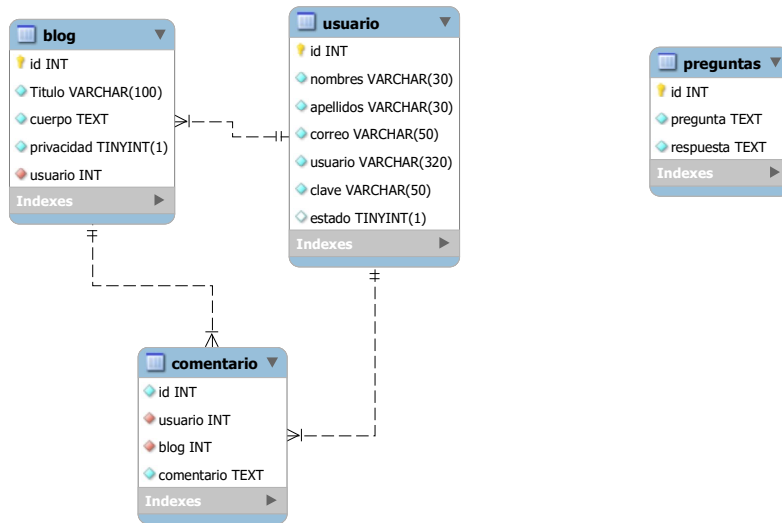 blog
id INT
Titulo VARCHAR(100)
cuerpo TEXT
privacidad TINYINT(1)
usuario INT
Indexes
usuario
id INT
nombres VARCHAR(30)
apellidos VARCHAR(30)
correo VARCHAR(50)
usuario VARCHAR(320)
clave VARCHAR(50)
estado TINYINT(1)
Indexes
preguntas
id INT
pregunta TEXT
respuesta TEXT
Indexes
comentario
id INT
usuario INT
blog INT
comentario TEXT
Indexes